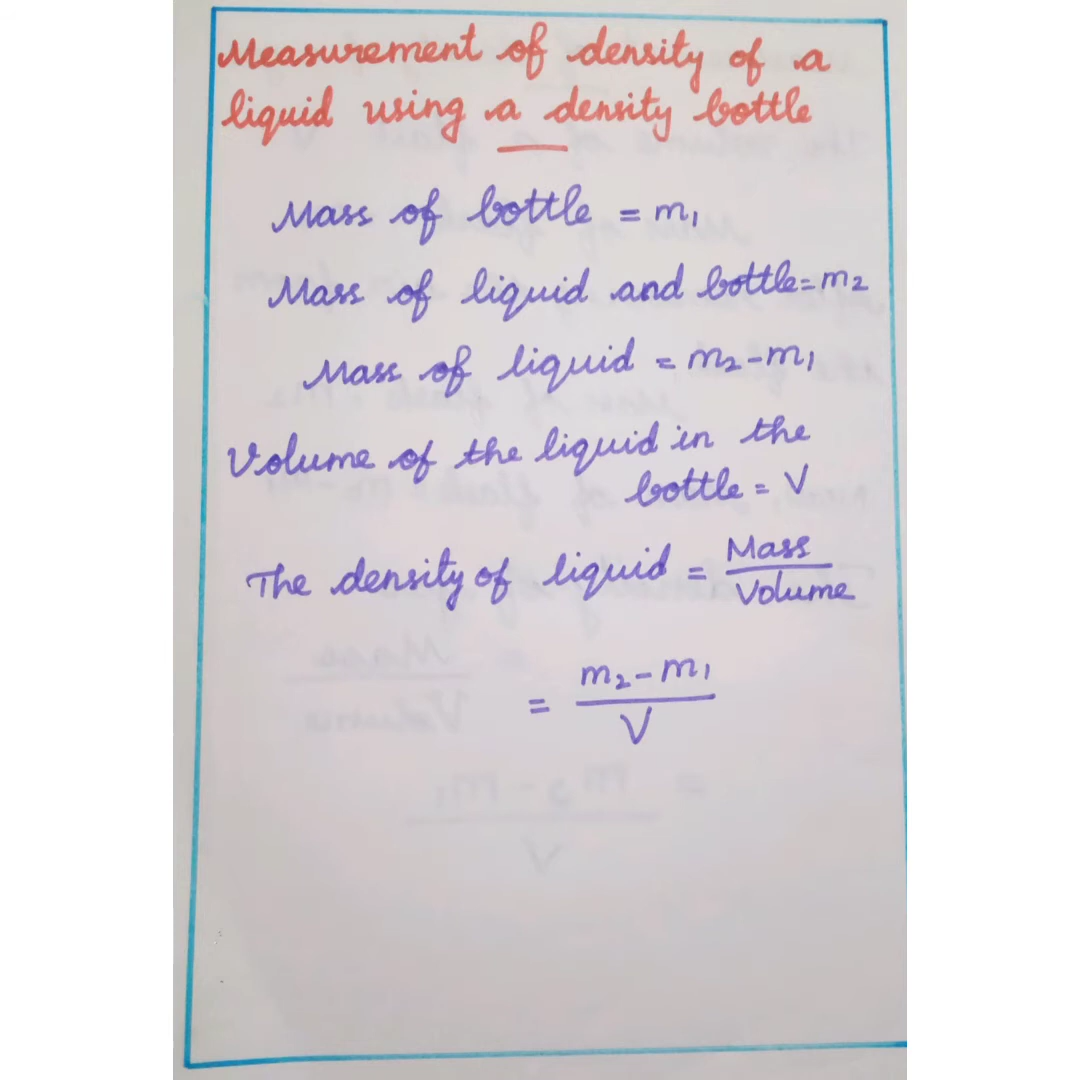 Measurement of density of a
liquid using a density bottle
Mass of bottle = m₁
Mass of liquid and bottle = m₂
Mass of liquid = m₂ - m₁
Volume of the liquid in the
bottle = V
The density of liquid = Mass / Volume
= m₂ - m₁ / V